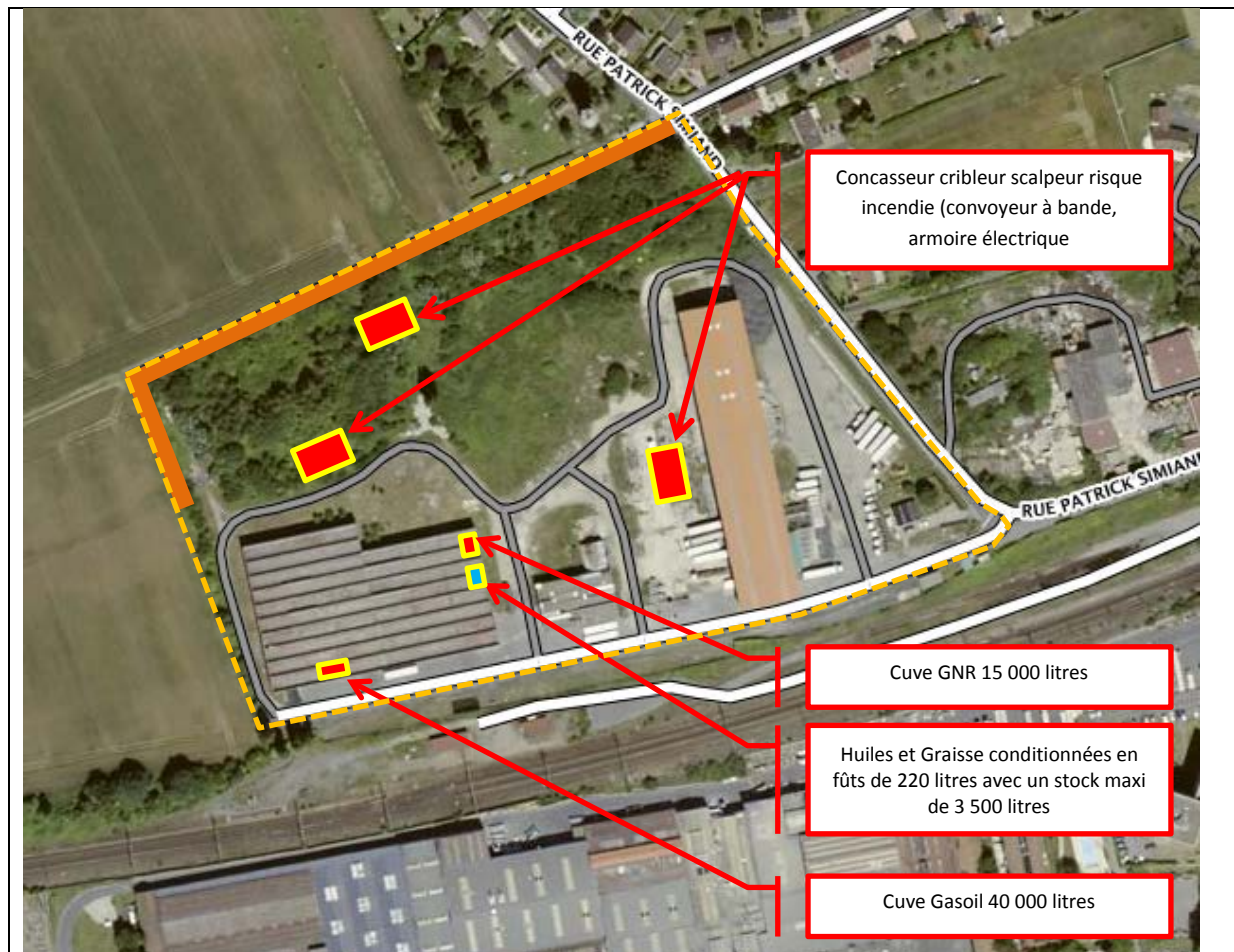 RUE PATRICK SIMIAND
Concasseur cribleur scalpeur risque
incendie (convoyeur à bande,
armoire électrique
RUE PATRICK SIMIAND
Cuve GNR 15 000 litres
Huiles et Graisse conditionnées en
fûts de 220 litres avec un stock maxi
de 3 500 litres
Cuve Gasoil 40 000 litres